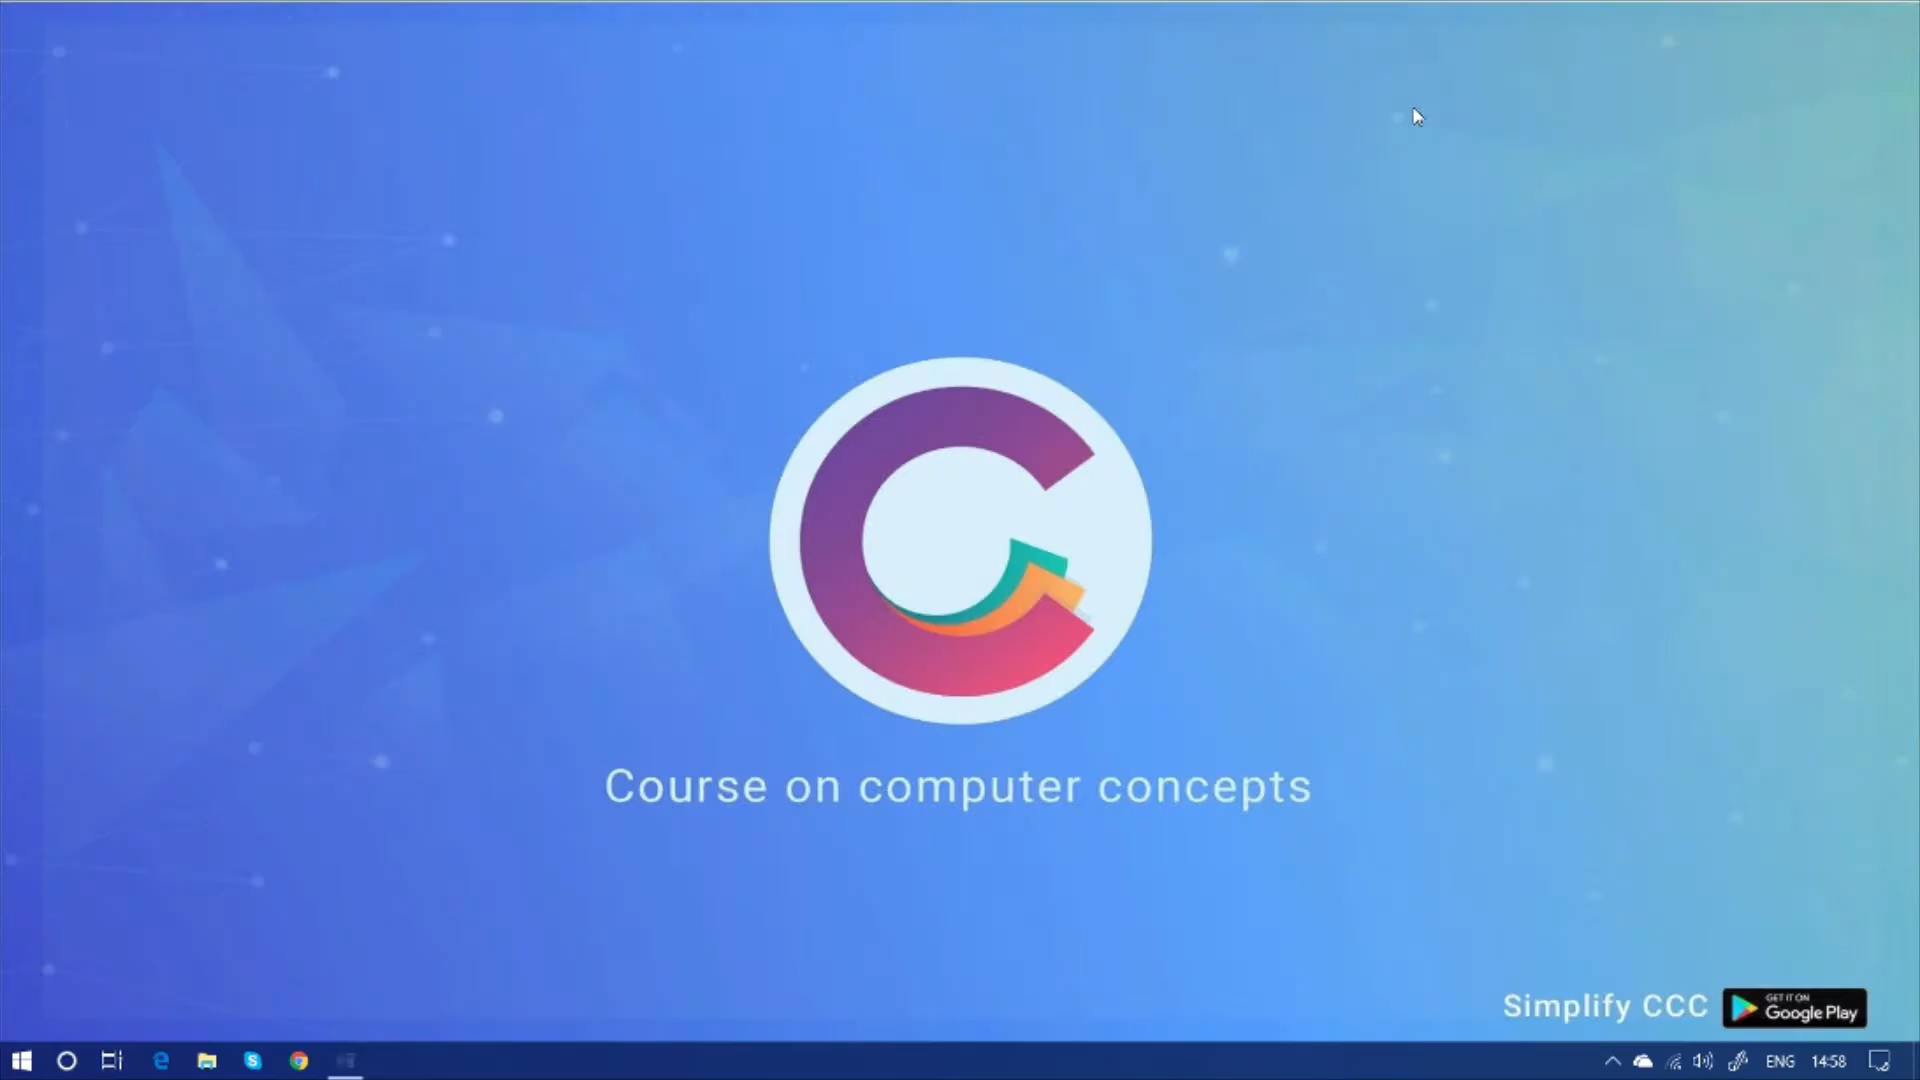 Course on computer concepts
Simplify CCC
GET IT ON
Google Play
ENG
14:58